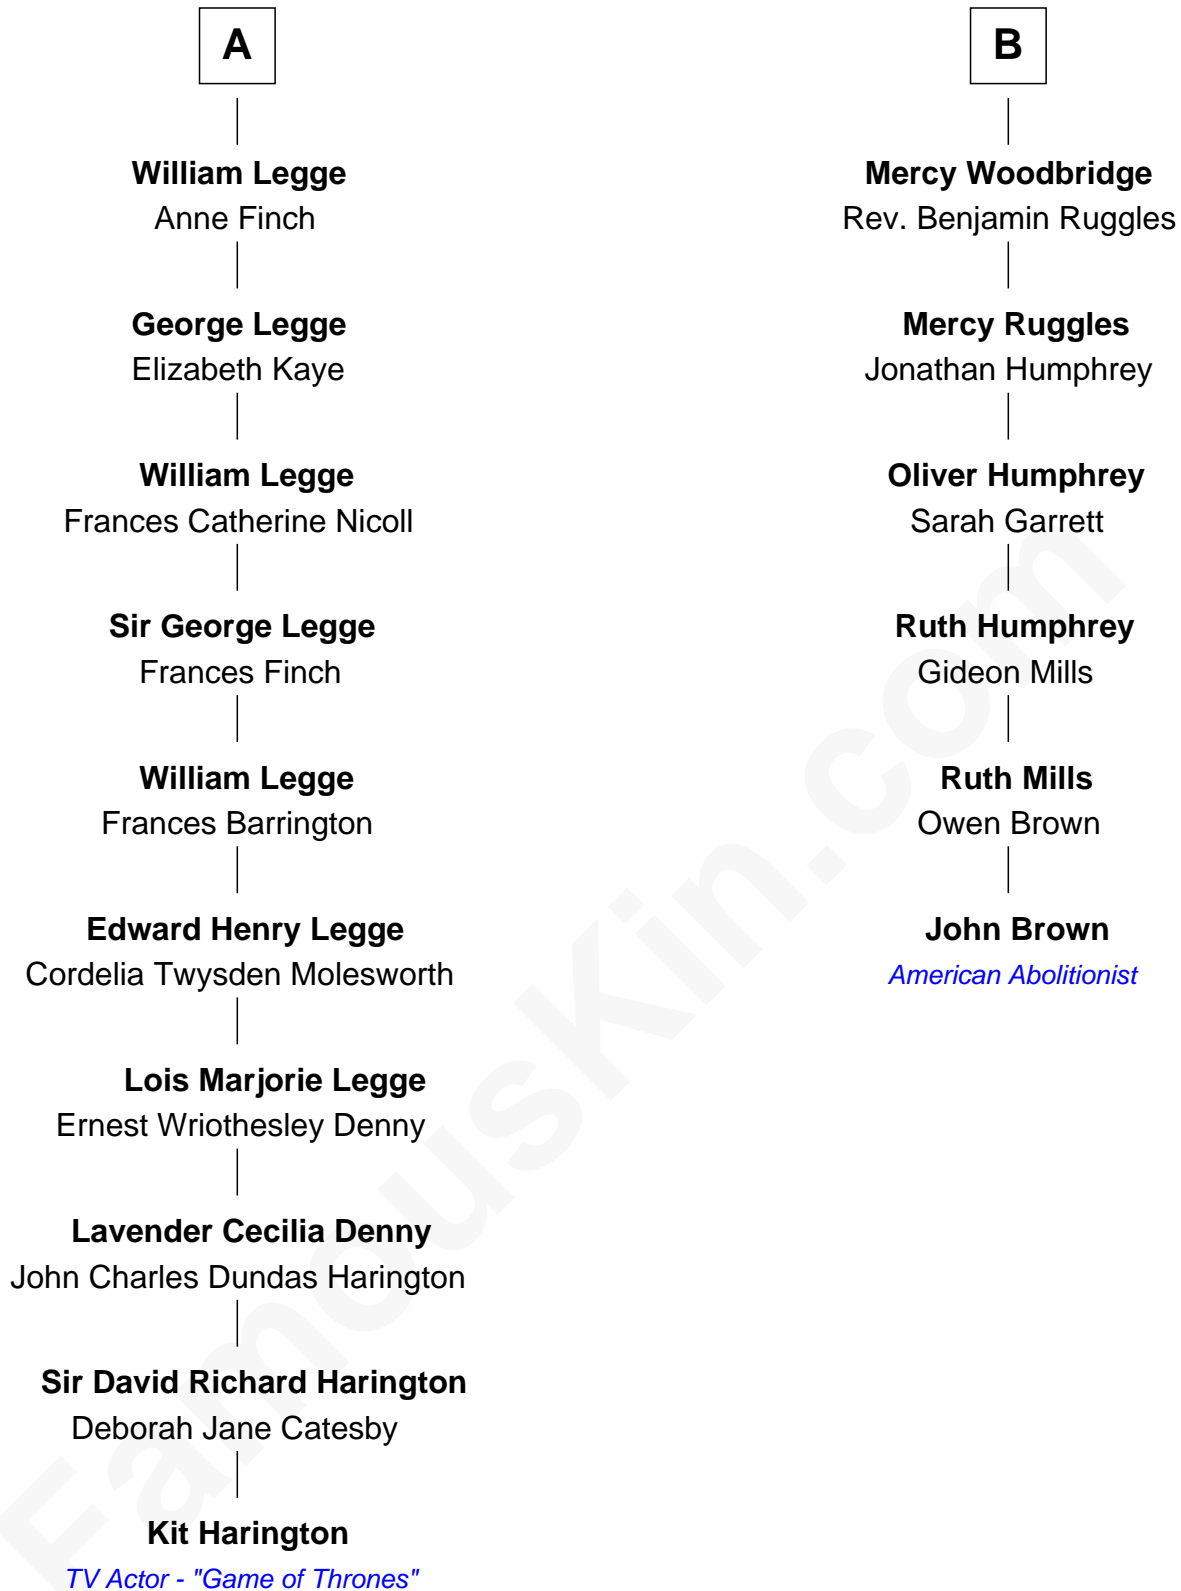 A
William Legge
Anne Finch
George Legge
Elizabeth Kaye
William Legge
Frances Catherine Nicoll
Sir George Legge
Frances Finch
William Legge
Frances Barrington
Edward Henry Legge
Cordelia Twysden Molesworth
Lois Marjorie Legge
Ernest Wriothesley Denny
Lavender Cecilia Denny
John Charles Dundas Harington
Sir David Richard Harington
Deborah Jane Catesby
Kit Harington
TV Actor - "Game of Thrones"
B
Mercy Woodbridge
Rev. Benjamin Ruggles
Mercy Ruggles
Jonathan Humphrey
Oliver Humphrey
Sarah Garrett
Ruth Humphrey
Gideon Mills
Ruth Mills
Owen Brown
John Brown
American Abolitionist
FamousKin.com